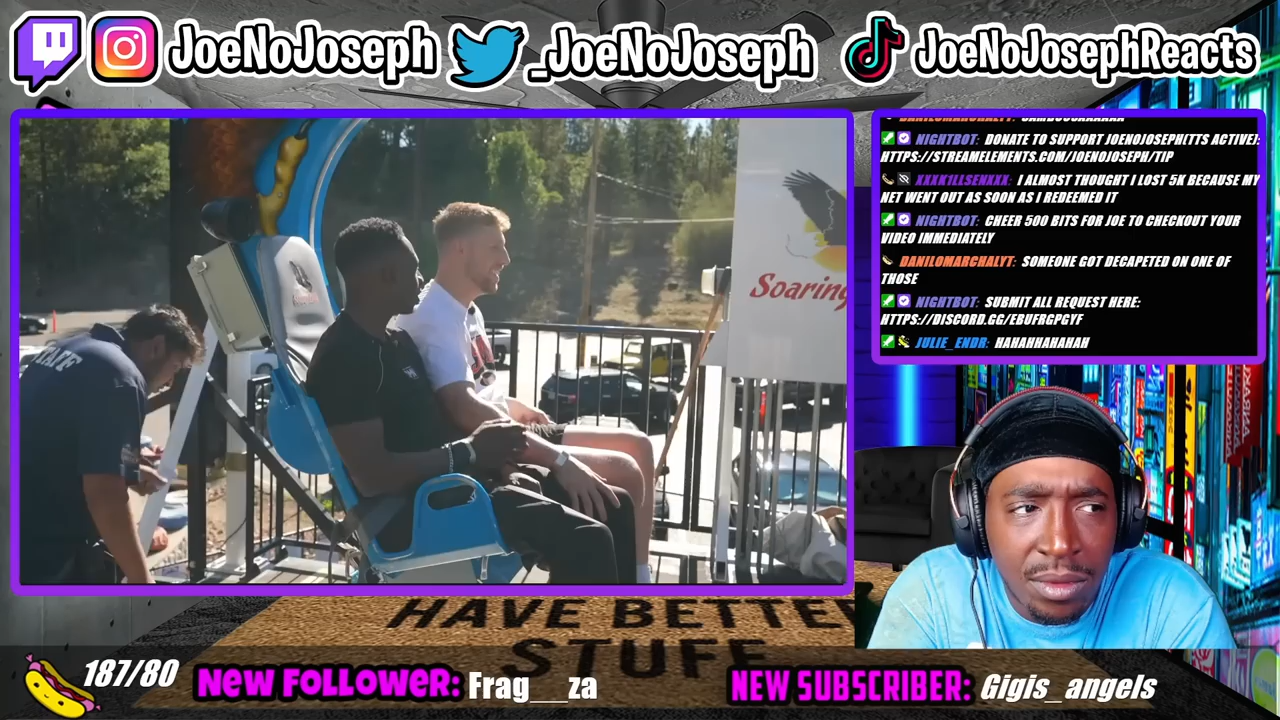 JoeNoJoseph
_JoeNoJoseph
JoeNoJosephReacts
NIGHTBOT: DONATE TO SUPPORT JOENOJOSEPH(TTS ACTIVE):
HTTPS://STREAMELEMENTS.COM/JOENOJOSEPH/TIP
XXXK1LLSENXXX: I ALMOST THOUGHT I LOST 5K BECAUSE MY
NET WENT OUT AS SOON AS I REDEEMED IT
NIGHTBOT: CHEER 500 BITS FOR JOE TO CHECKOUT YOUR
VIDEO IMMEDIATELY
DANILOMARCHALYT: SOMEONE GOT DECAPETED ON ONE OF
THOSE
NIGHTBOT: SUBMIT ALL REQUEST HERE:
HTTPS://DISCORD.GG/EBUFRGPGYF
JULIE_ENDR: HAHAHHAHAHAH
Soaring
STAFF
HAVE BETTER
STUFF
187/80
New Follower: Frag__za
NEW SUBSCRIBER: Gigis_angels